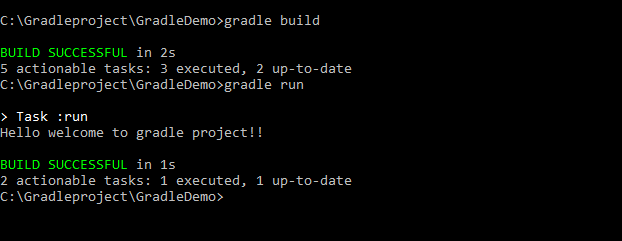 C:\Gradleproject\GradleDemo>gradle build
BUILD SUCCESSFUL in 2s
5 actionable tasks: 3 executed, 2 up-to-date
C:\Gradleproject\GradleDemo>gradle run
> Task :run
Hello welcome to gradle project!!
BUILD SUCCESSFUL in 1s
2 actionable tasks: 1 executed, 1 up-to-date
C:\Gradleproject\GradleDemo>